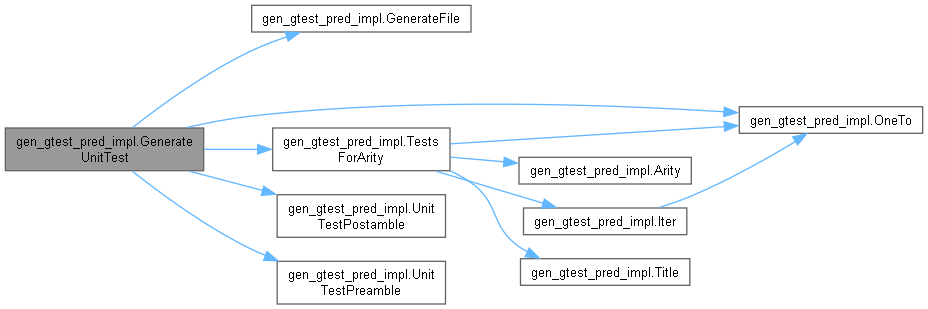 gen_gtest_pred_impl.GenerateFile
gen_gtest_pred_impl.Generate
UnitTest
gen_gtest_pred_impl.Tests
ForArity
gen_gtest_pred_impl.Unit
TestPostamble
gen_gtest_pred_impl.Unit
TestPreamble
gen_gtest_pred_impl.OneTo
gen_gtest_pred_impl.Arity
gen_gtest_pred_impl.Iter
gen_gtest_pred_impl.Title